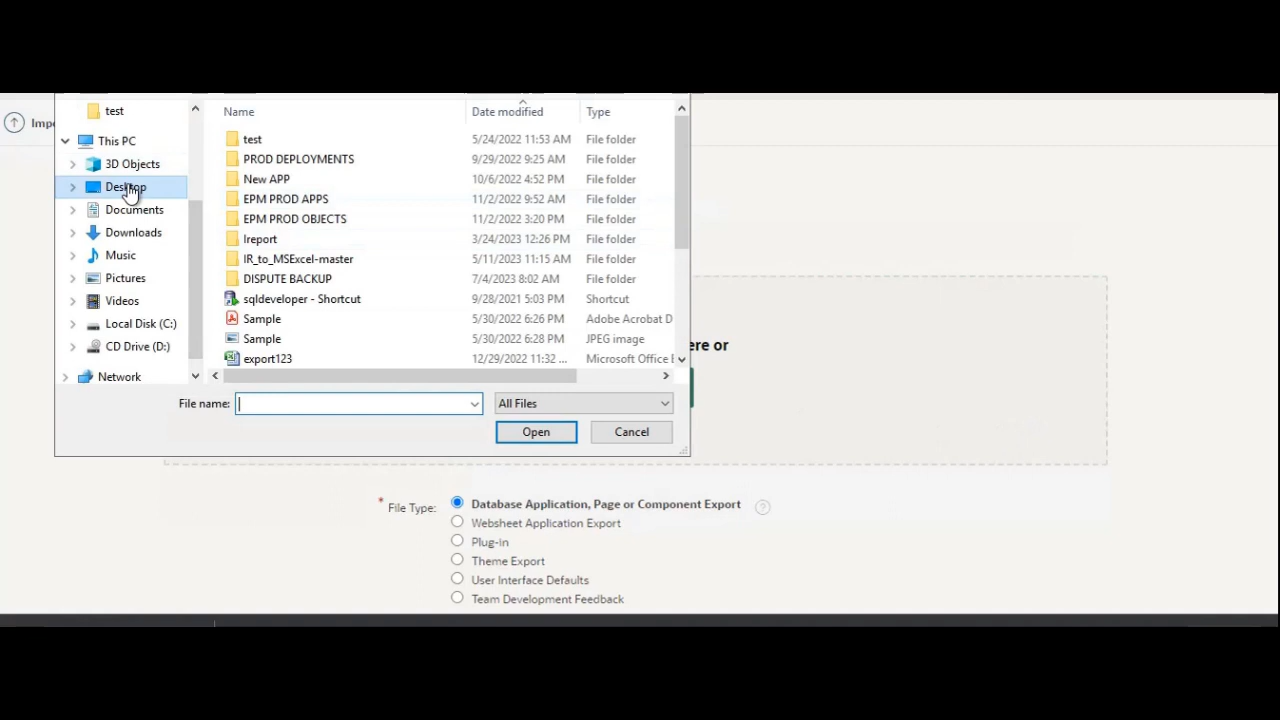 test
Impo
This PC
3D Objects
Desktop
Documents
Downloads
Music
Pictures
Videos
Local Disk (C:)
CD Drive (D:)
Network
Name Date modified Type
test 5/24/2022 11:53 AM File folder
PROD DEPLOYMENTS 9/29/2022 9:25 AM File folder
New APP 10/6/2022 4:52 PM File folder
EPM PROD APPS 11/2/2022 9:52 AM File folder
EPM PROD OBJECTS 11/2/2022 3:20 PM File folder
Ireport 3/24/2023 12:26 PM File folder
IR_to_MSExcel-master 5/11/2023 11:15 AM File folder
DISPUTE BACKUP 7/4/2023 8:02 AM File folder
sqldeveloper - Shortcut 9/28/2021 5:03 PM Shortcut
Sample 5/30/2022 6:26 PM Adobe Acrobat D
Sample 5/30/2022 6:28 PM JPEG image
export123 12/29/2022 11:32 ... Microsoft Office E
File name: All Files
Open Cancel
ere or
* File Type: Database Application, Page or Component Export ?
Websheet Application Export
Plug-in
Theme Export
User Interface Defaults
Team Development Feedback